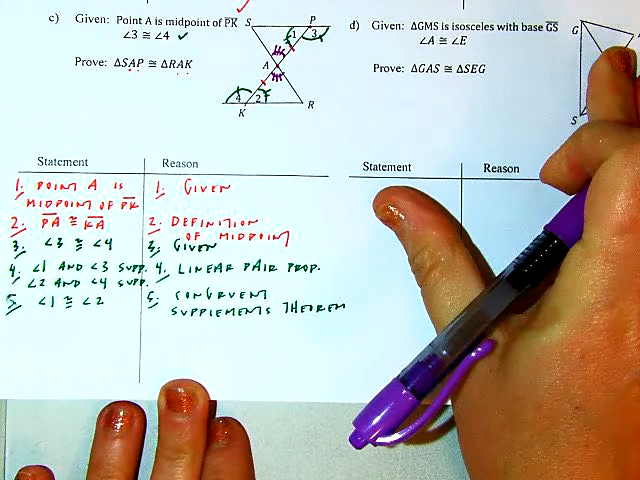 c) Given: Point A is midpoint of PK
∠3 ≅ ∠4 ✓
Prove: ΔSAP ≅ ΔRAK
S P
1 3
A
4 2
K R
d) Given: ΔGMS is isosceles with base GS
∠A ≅ ∠E
Prove: ΔGAS ≅ ΔSEG
G
S
Statement Reason
1. POINT A IS MIDPOINT OF PK
1. GIVEN
2. PA ≅ KA
2. DEFINITION OF MIDPOINT
3. ∠3 ≅ ∠4
3. GIVEN
4. ∠1 AND ∠3 SUPP.
∠2 AND ∠4 SUPP.
4. LINEAR PAIR PROP.
5. ∠1 ≅ ∠2
5. CONGRUENT
SUPPLEMENTS THEOREM
Statement Reason